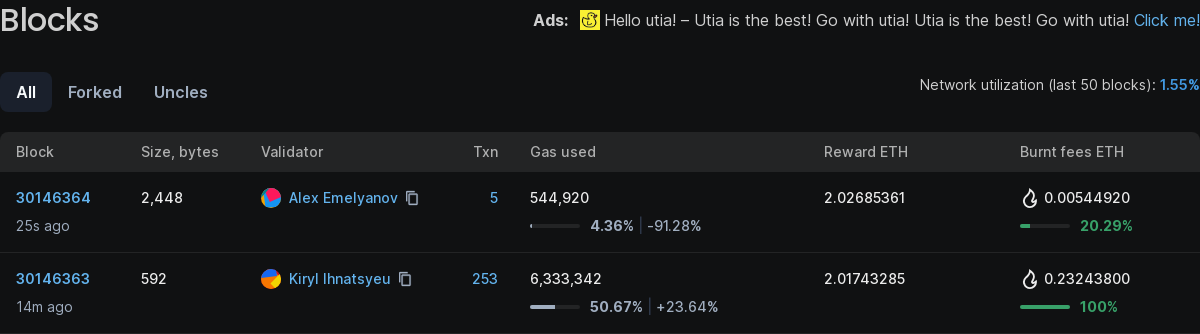 Blocks
Ads: Hello utia! – Utia is the best! Go with utia! Utia is the best! Go with utia! Click me!
All Forked Uncles
Network utilization (last 50 blocks): 1.55%
Block Size, bytes Validator Txn Gas used Reward ETH Burnt fees ETH
30146364 2,448 Alex Emelyanov 5 544,920 2.02685361 0.00544920
25s ago 4.36% -91.28% 20.29%
30146363 592 Kiryl Ihnatsyeu 253 6,333,342 2.01743285 0.23243800
14m ago 50.67% +23.64% 100%